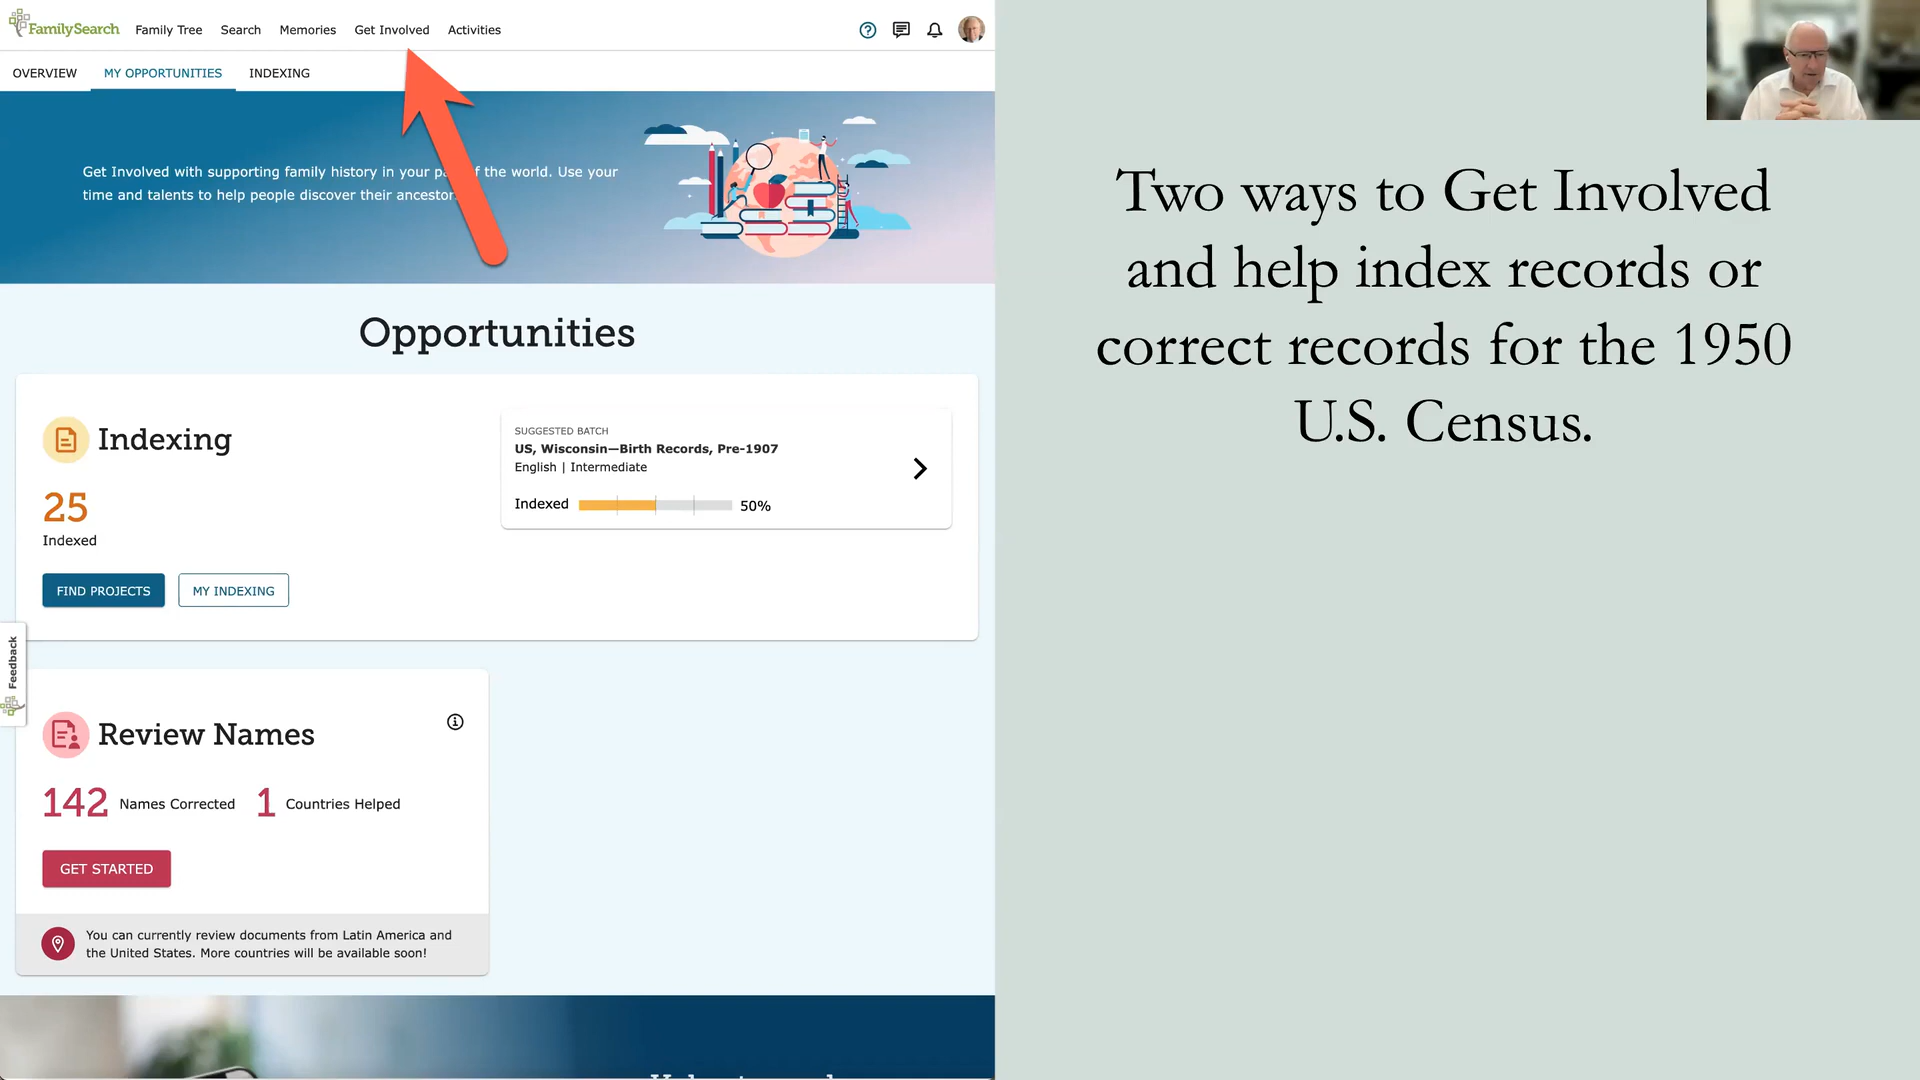 FamilySearch Family Tree Search Memories Get Involved Activities
OVERVIEW MY OPPORTUNITIES INDEXING
Get Involved with supporting family history in your pa f the world. Use your
time and talents to help people discover their ancestor
Opportunities
Indexing
25
Indexed
FIND PROJECTS MY INDEXING
SUGGESTED BATCH
US, Wisconsin—Birth Records, Pre-1907
English | Intermediate
Indexed 50%
Feedback
Review Names
142 Names Corrected 1 Countries Helped
GET STARTED
You can currently review documents from Latin America and
the United States. More countries will be available soon!
Two ways to Get Involved
and help index records or
correct records for the 1950
U.S. Census.